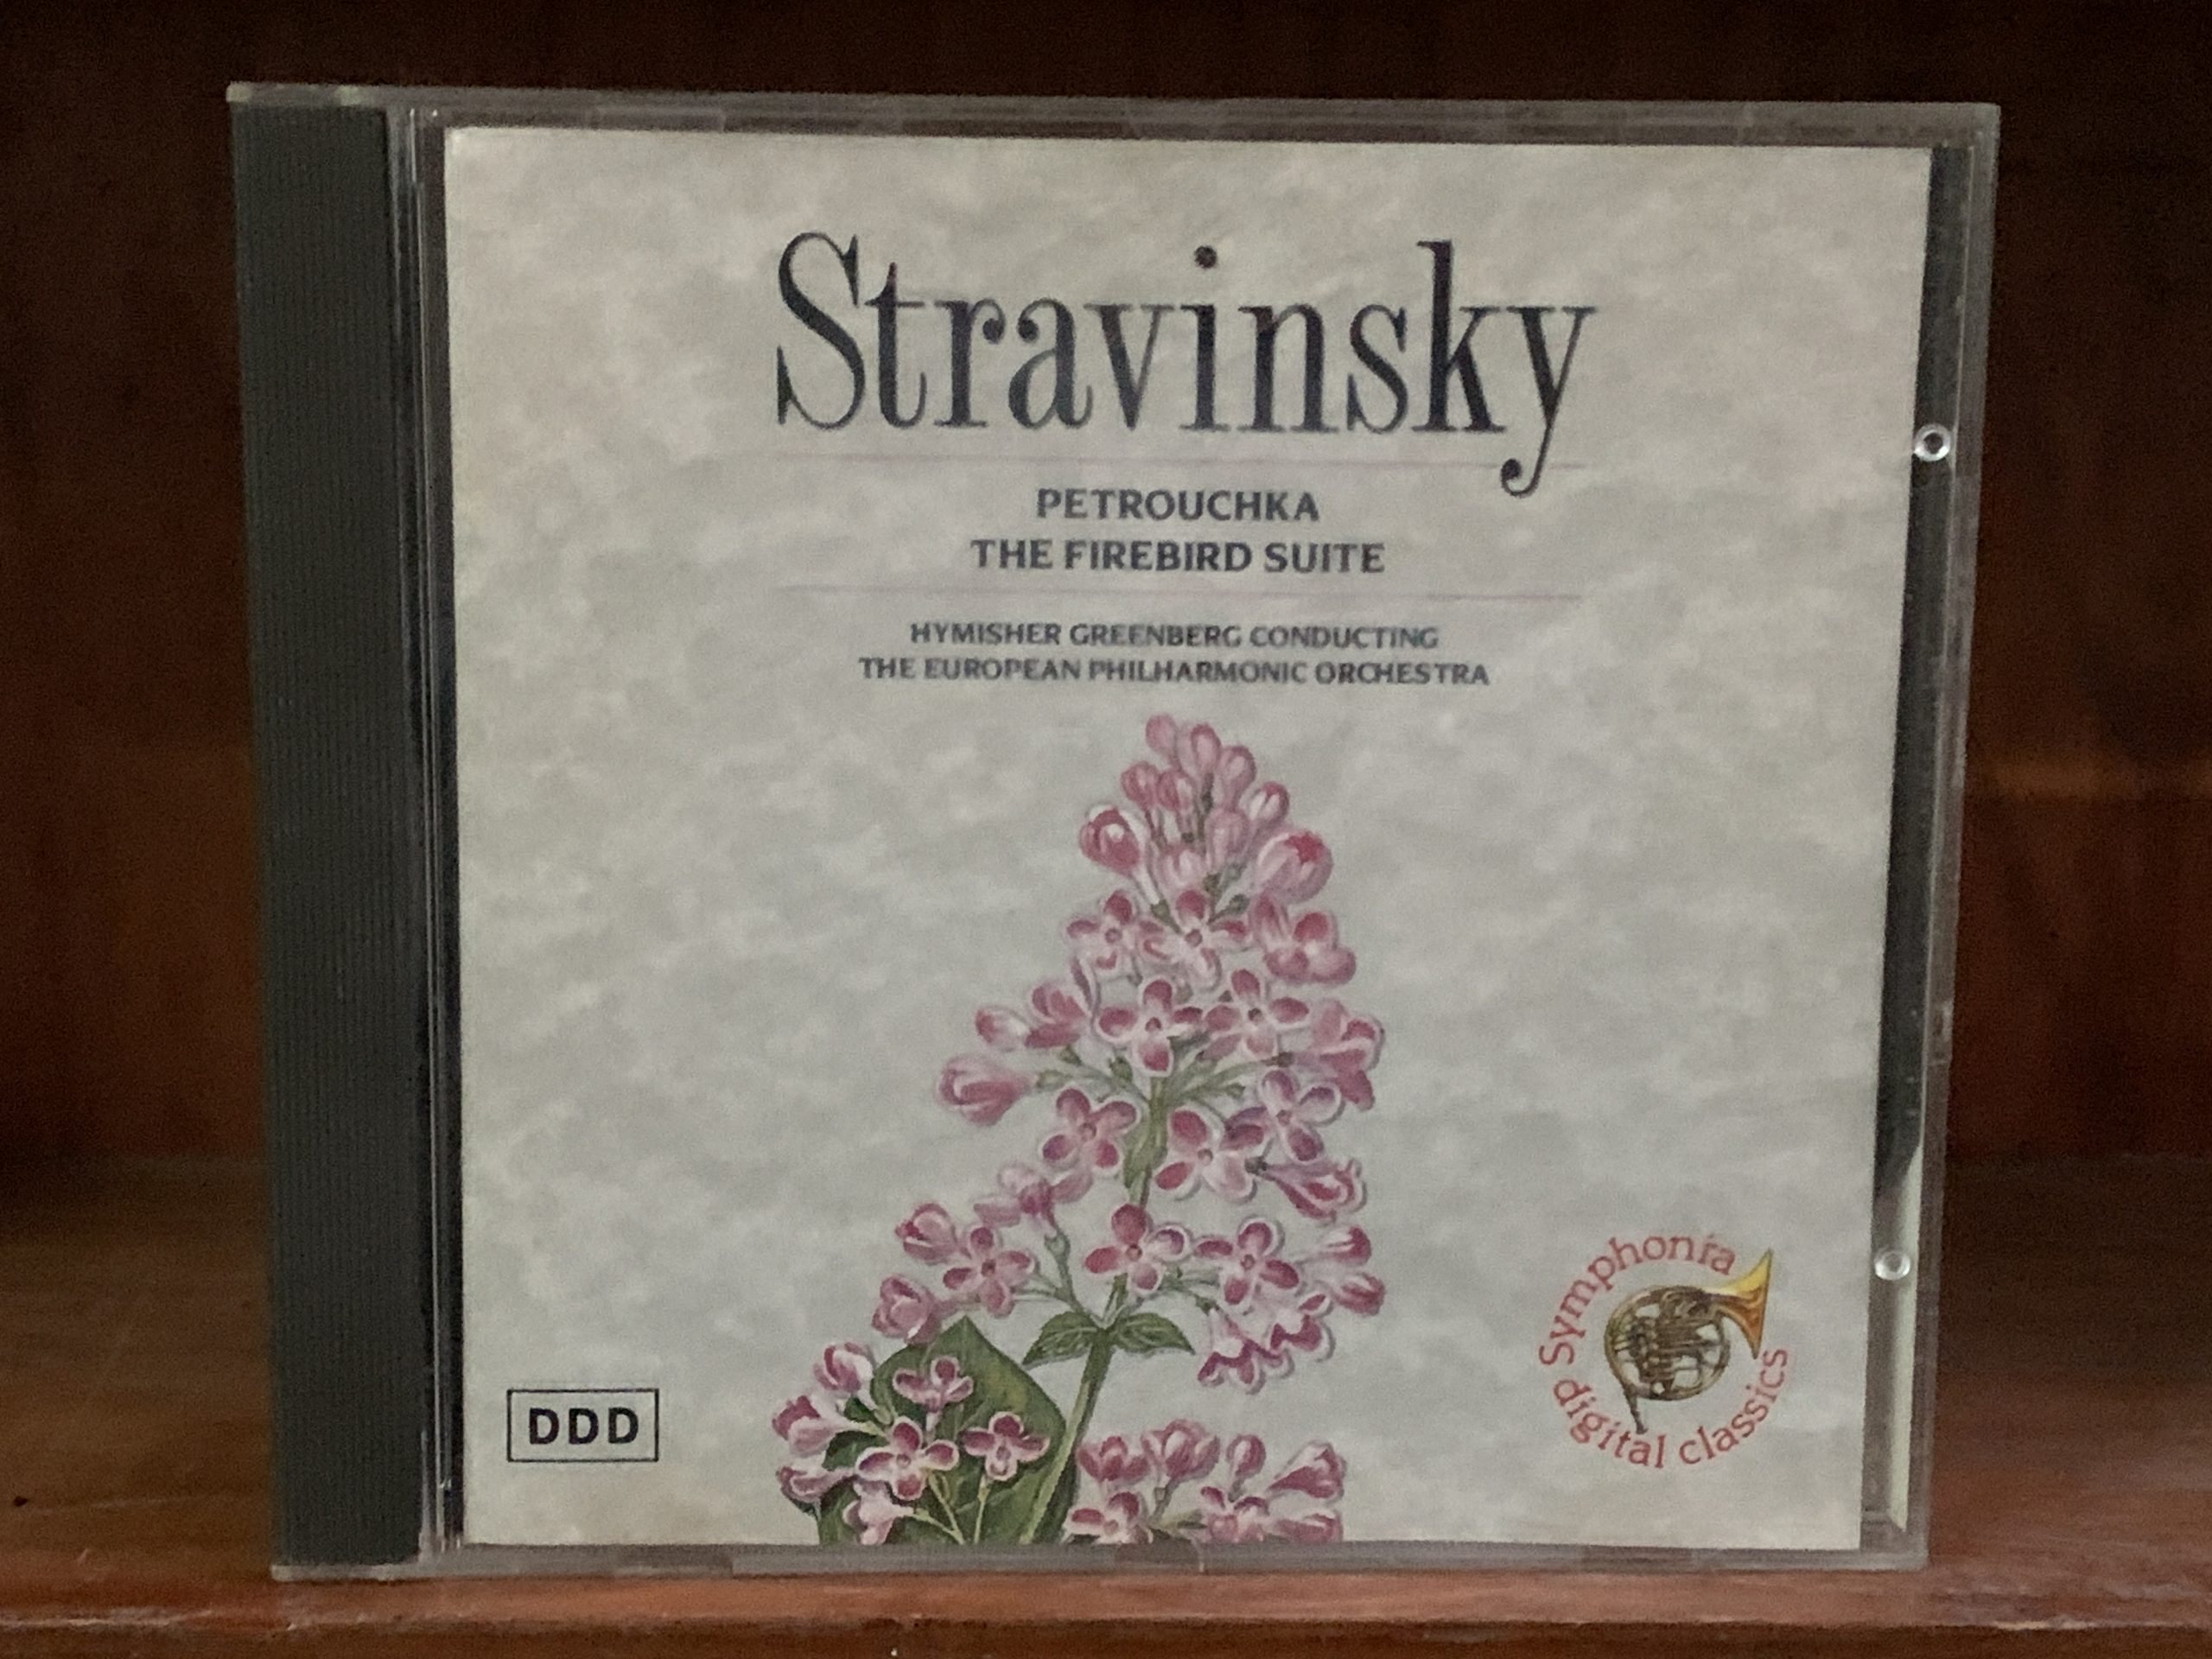 Stravinsky
PETROUCHKA
THE FIREBIRD SUITE
HYMISHER GREENBERG CONDUCTING
THE EUROPEAN PHILHARMONIC ORCHESTRA
DDD
Symphonia
digital classics